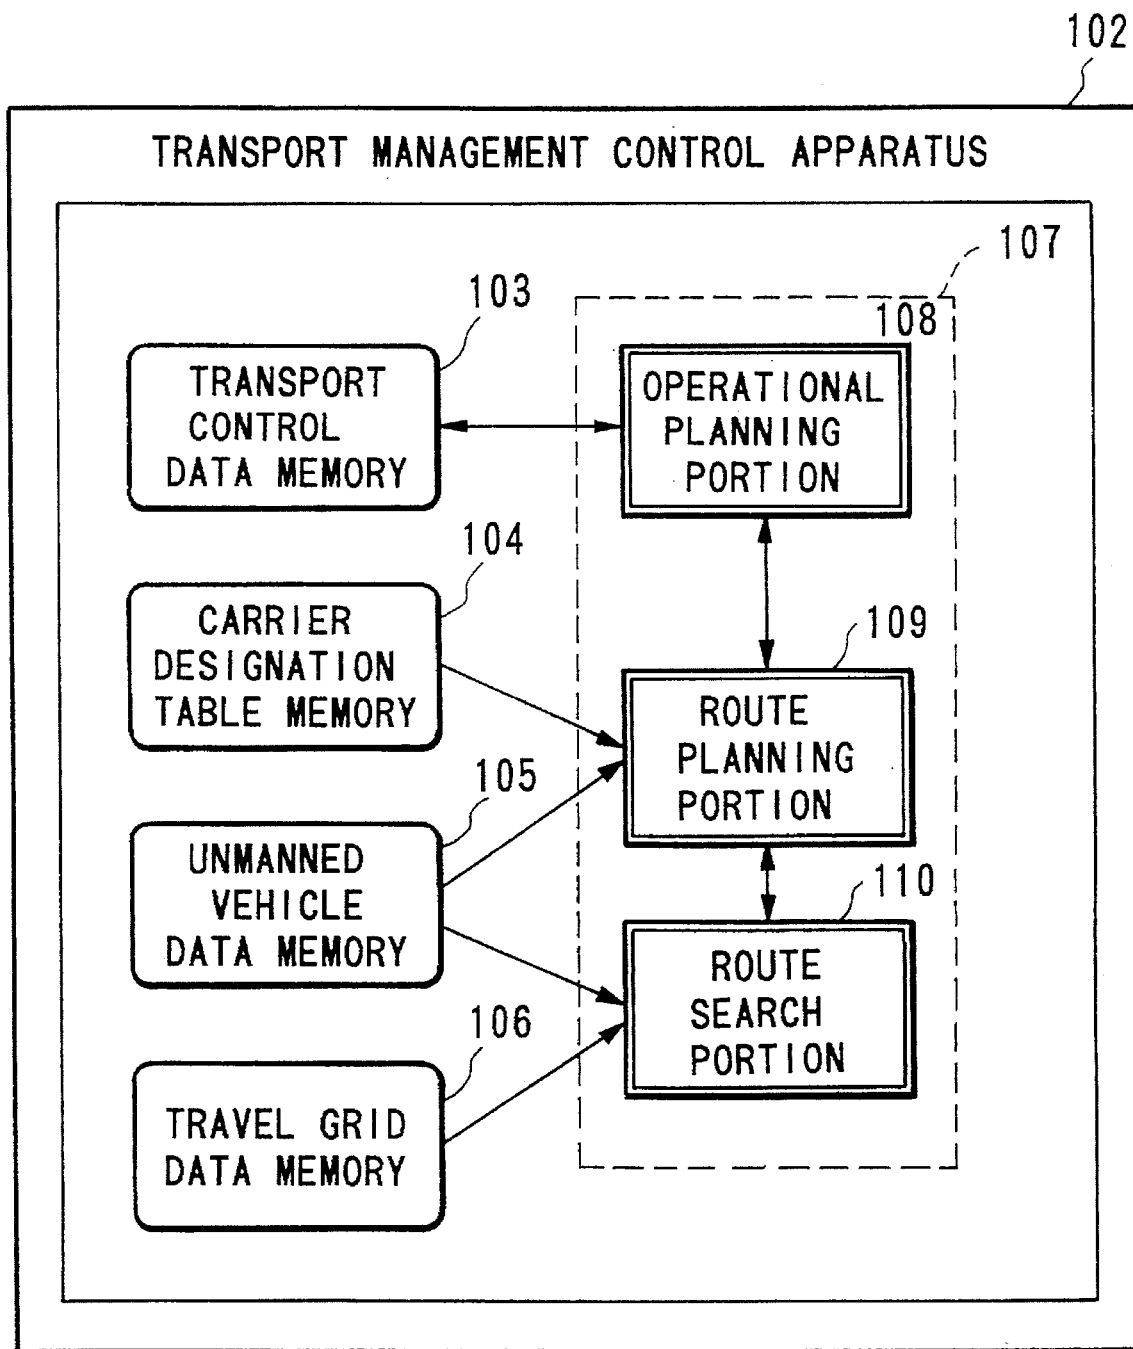 102
TRANSPORT MANAGEMENT CONTROL APPARATUS
107
103
108
TRANSPORT
CONTROL
DATA MEMORY
OPERATIONAL
PLANNING
PORTION
104
CARRIER
DESIGNATION
TABLE MEMORY
109
ROUTE
PLANNING
PORTION
105
UNMANNED
VEHICLE
DATA MEMORY
110
ROUTE
SEARCH
PORTION
106
TRAVEL GRID
DATA MEMORY